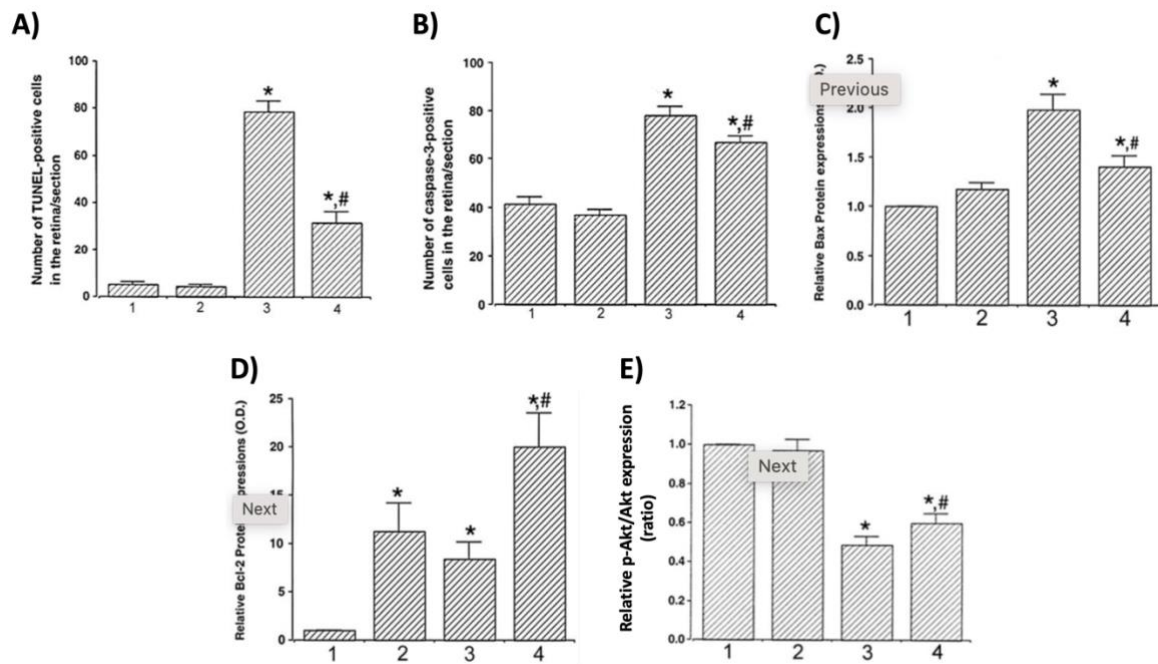 A)
Number of TUNEL-positive cells
in the retina/section
100
80
60
40
20
0
*
*,#
1 2 3 4
B)
Number of caspase-3-positive
cells in the retina/section
100
80
60
40
20
0
*
*,#
1 2 3 4
C)
Relative Bax Protein expressions
Previous
2.5
2.0
1.5
1.0
0.5
0.0
*
*,#
1 2 3 4
D)
Relative Bcl-2 (O.D.)
Next
25
20
15
10
5
0
*
*
*,#
1 2 3 4
E)
Relative p-Akt/Akt expression
(ratio)
1.2
1.0
0.8
0.6
0.4
0.2
0.0
Next
*
*,#
1 2 3 4